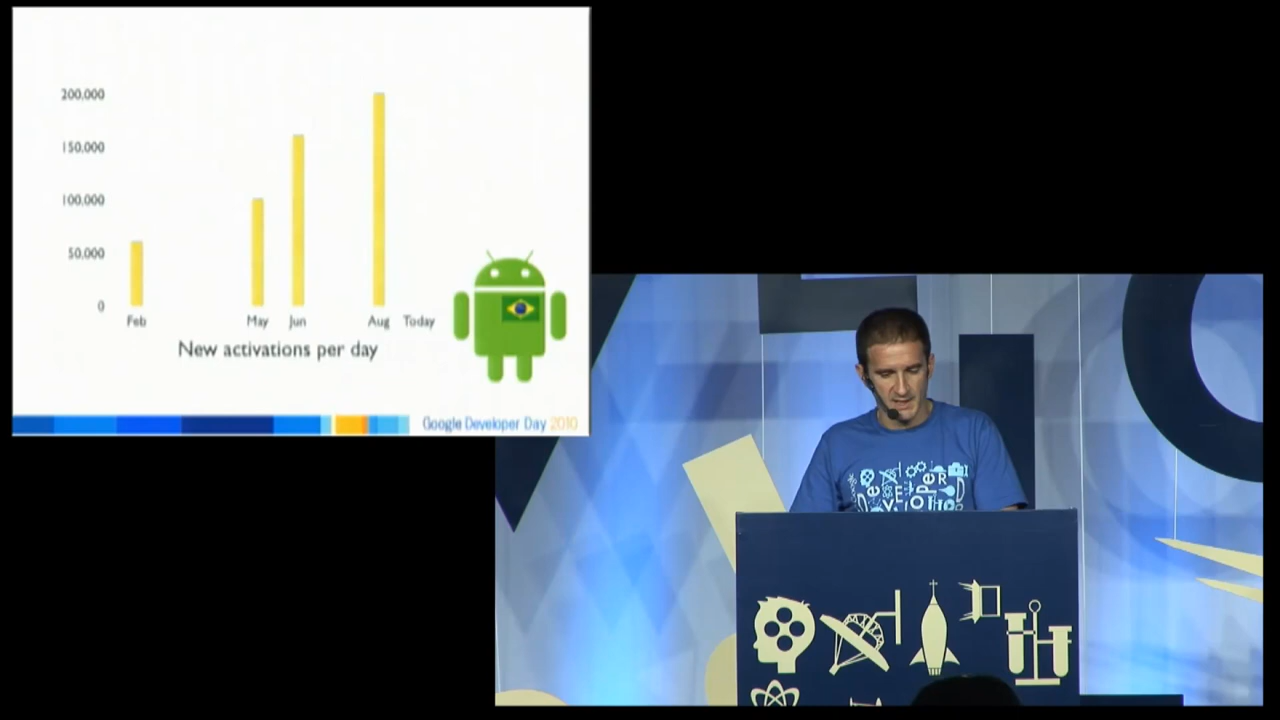 200.000
150.000
100.000
50.000
0
Feb
May
Jun
Aug
Today
New activations per day
Google Developer Day 2010